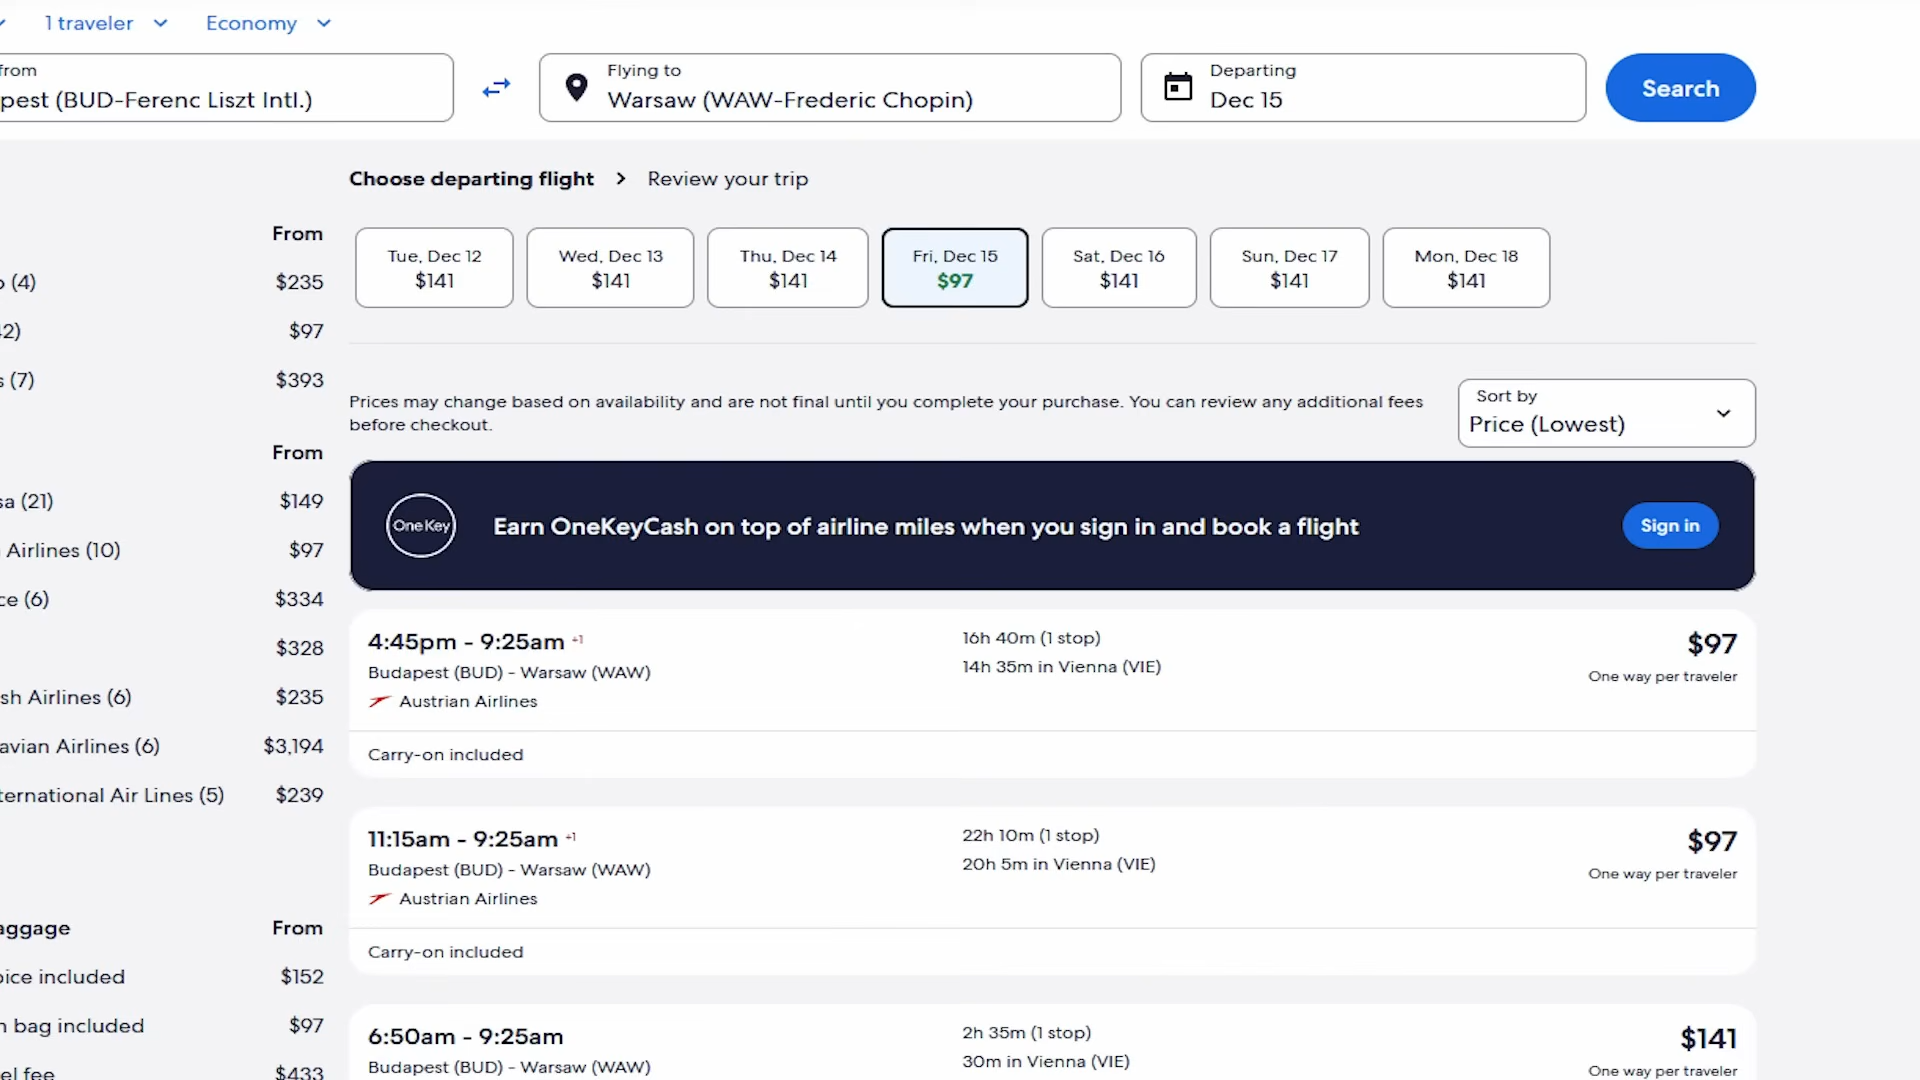 1 traveler
Economy
from
pest (BUD-Ferenc Liszt Intl.)
Flying to
Warsaw (WAW-Frederic Chopin)
Departing
Dec 15
Search
Choose departing flight > Review your trip
From
(4) $235
2) $97
s (7) $393
From
sa (21) $149
Airlines (10) $97
ce (6) $334
$328
sh Airlines (6) $235
avian Airlines (6) $3,194
ternational Air Lines (5) $239
aggage From
oice included $152
n bag included $97
el fee $433
Tue, Dec 12
$141
Wed, Dec 13
$141
Thu, Dec 14
$141
Fri, Dec 15
$97
Sat, Dec 16
$141
Sun, Dec 17
$141
Mon, Dec 18
$141
Prices may change based on availability and are not final until you complete your purchase. You can review any additional fees
before checkout.
Sort by
Price (Lowest)
One Key
Earn OneKeyCash on top of airline miles when you sign in and book a flight
Sign in
4:45pm - 9:25am +1
Budapest (BUD) - Warsaw (WAW)
Austrian Airlines
16h 40m (1 stop)
14h 35m in Vienna (VIE)
$97
One way per traveler
Carry-on included
11:15am - 9:25am +1
Budapest (BUD) - Warsaw (WAW)
Austrian Airlines
22h 10m (1 stop)
20h 5m in Vienna (VIE)
$97
One way per traveler
Carry-on included
6:50am - 9:25am
Budapest (BUD) - Warsaw (WAW)
2h 35m (1 stop)
30m in Vienna (VIE)
$141
One way per traveler